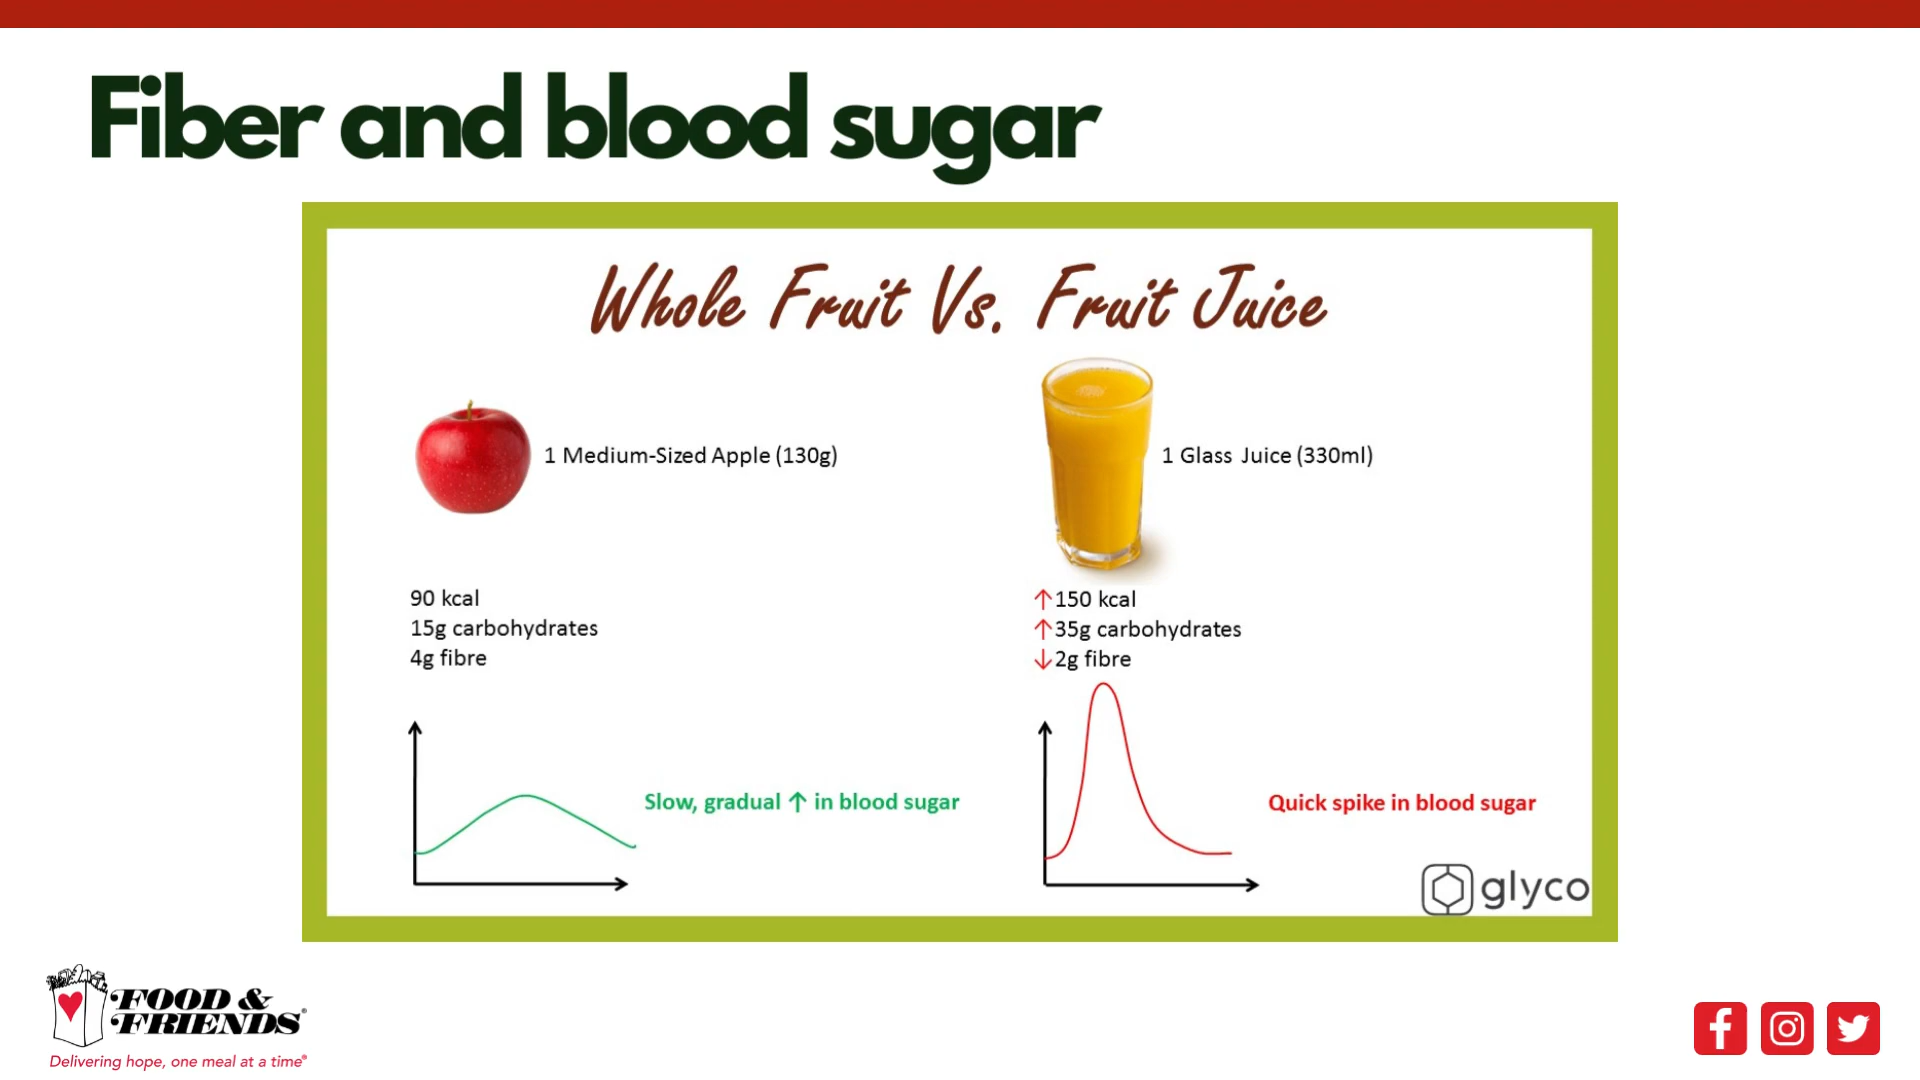 Fiber and blood sugar
Whole Fruit Vs. Fruit Juice
1 Medium-Sized Apple (130g)
1 Glass Juice (330ml)
90 kcal
15g carbohydrates
4g fibre
↑150 kcal
↑35g carbohydrates
↓2g fibre
Slow, gradual ↑ in blood sugar
Quick spike in blood sugar
glyco
FOOD &
FRIENDS®
Delivering hope, one meal at a time®